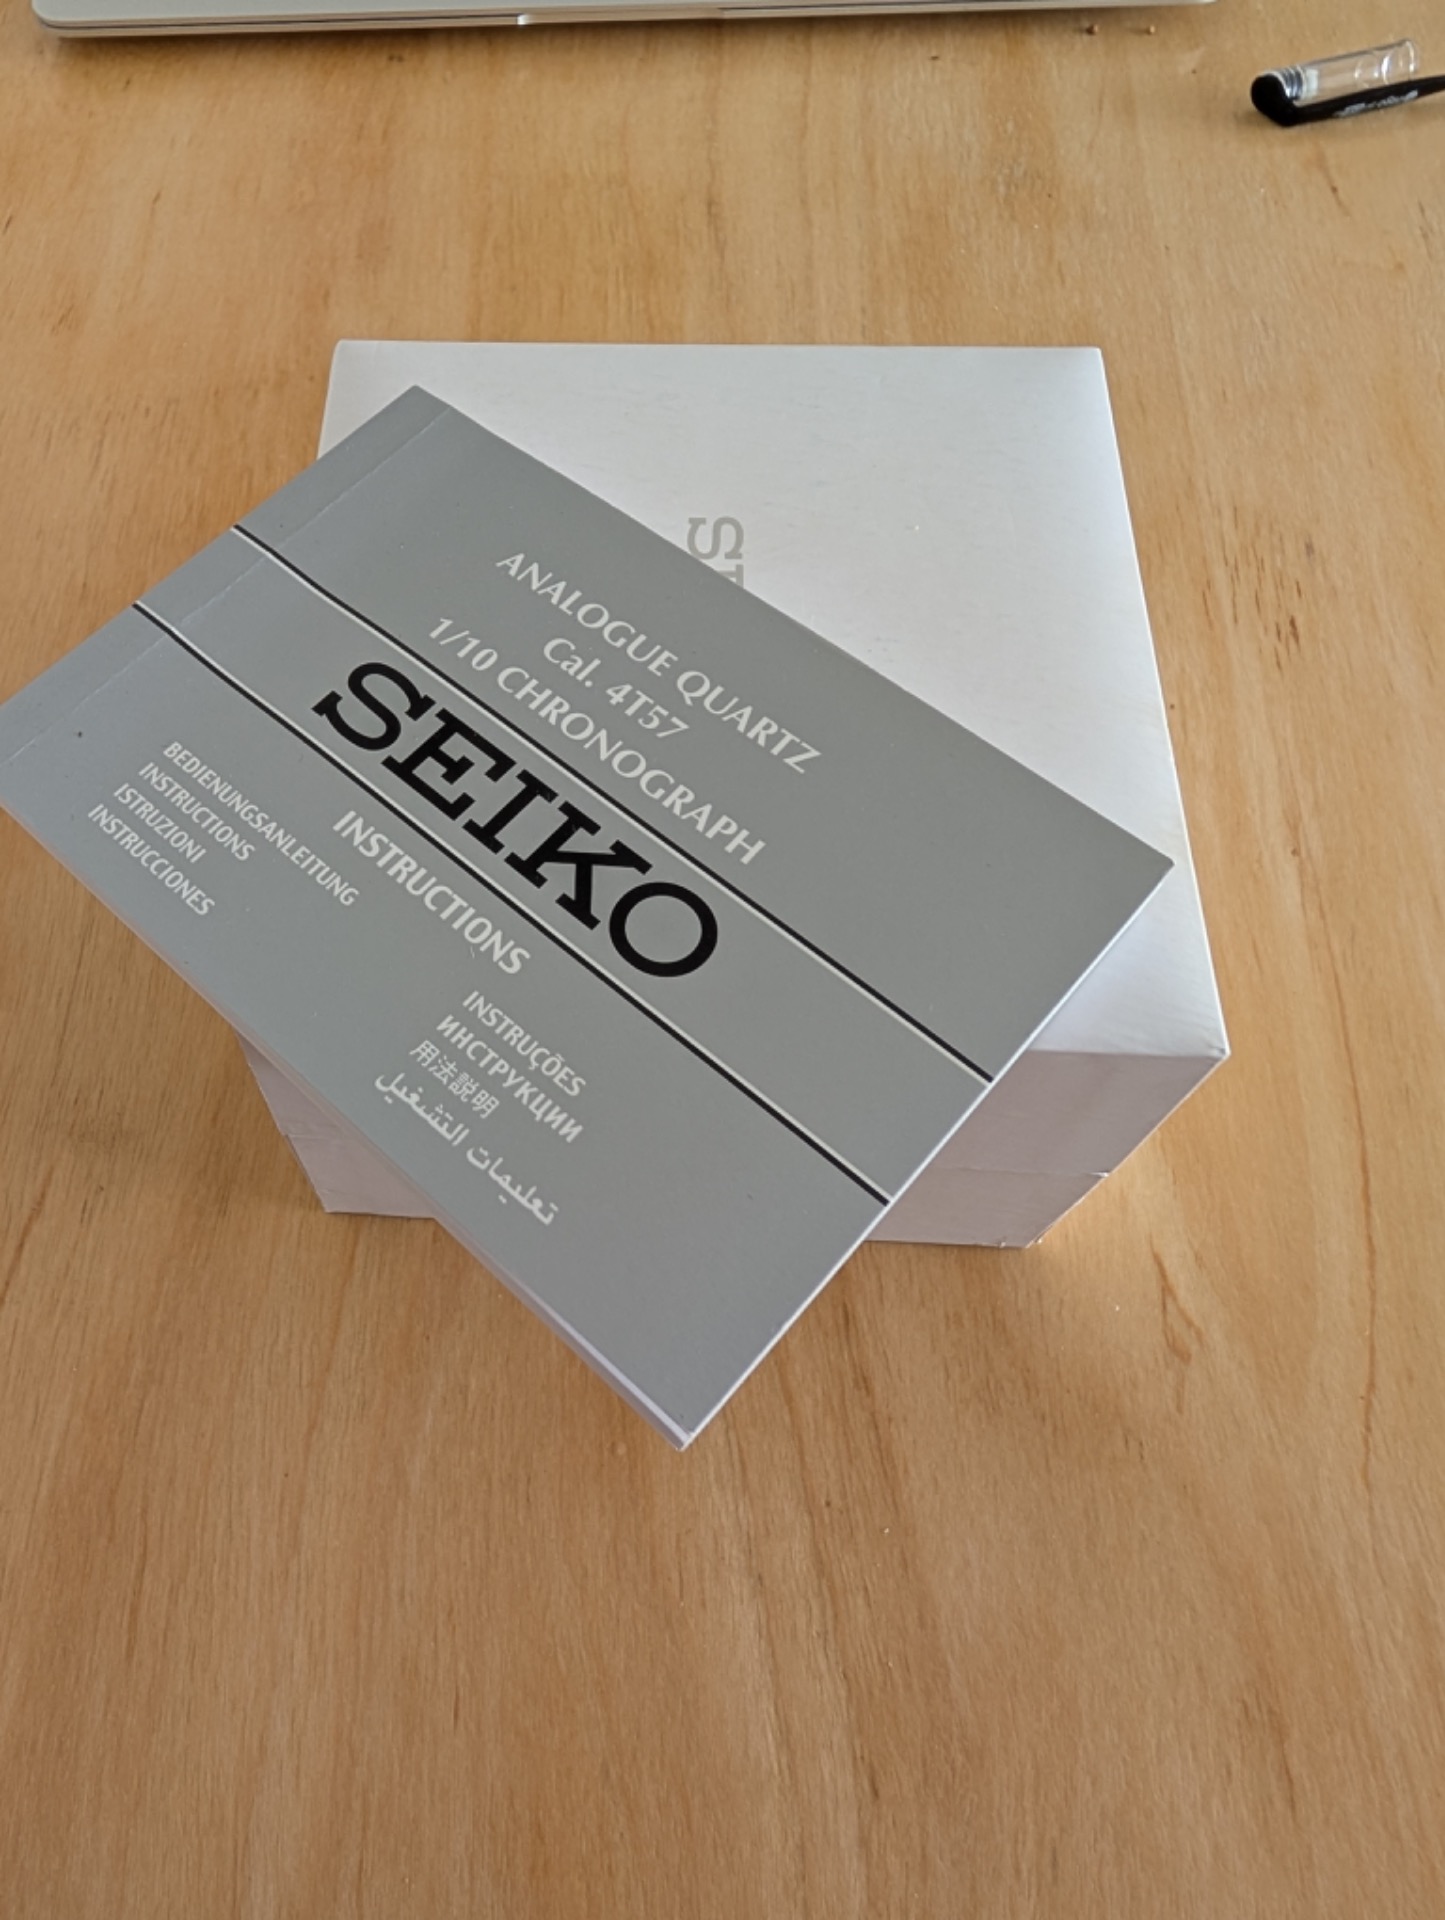 ANALOGUE QUARTZ
Cal. 4T57
1/10 CHRONOGRAPH
SEIKO
INSTRUCTIONS
BEDIENUNGSANLEITUNG
INSTRUCTIONS
ISTRUZIONI
INSTRUCCIONES
INSTRUÇÕES
ИНСТРУКЦИИ
用法説明
تعليمات التشغيل